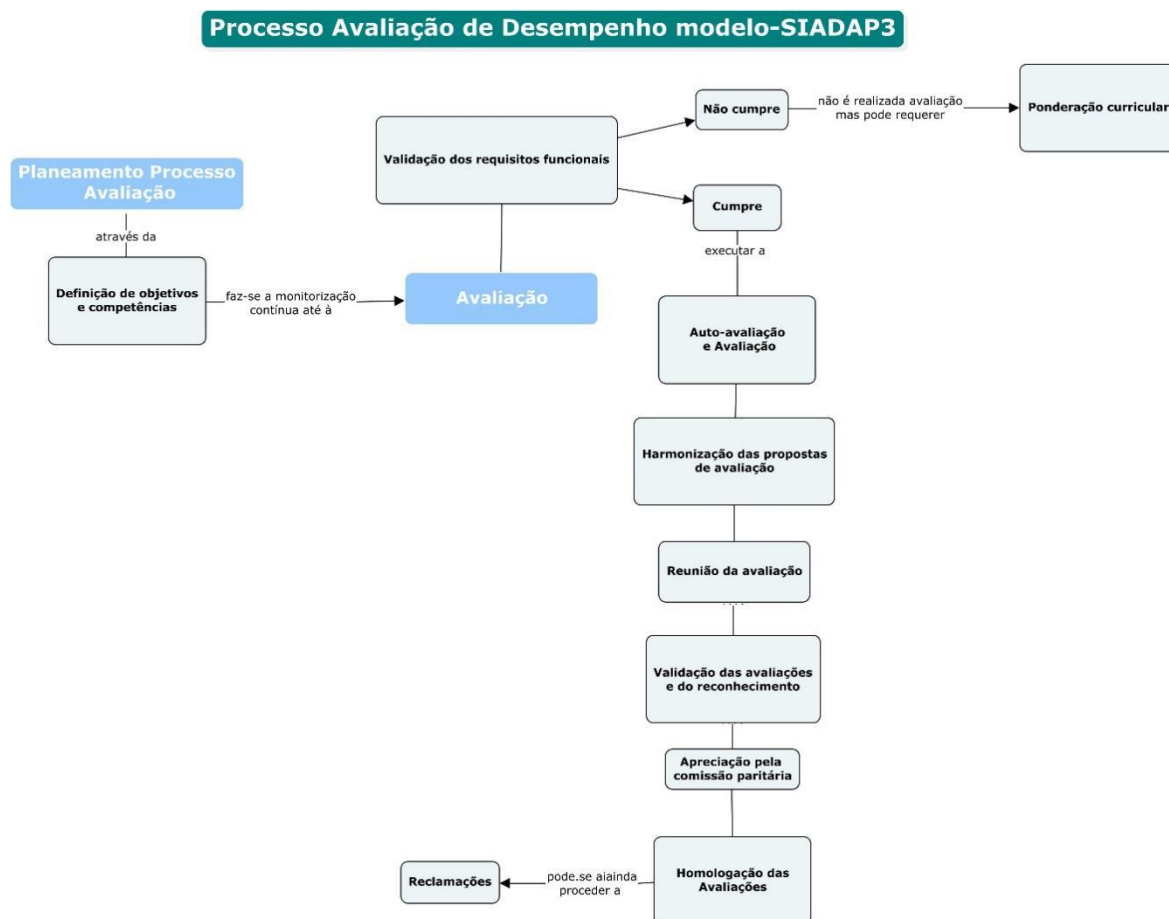 Processo Avaliação de Desempenho modelo-SIADAP3
Planeamento Processo
Avaliação
através da
Definição de objetivos
e competências
faz-se a monitorização
contínua até à
Avaliação
Validação dos requisitos funcionais
Não cumpre
não é realizada avaliação
mas pode requerer
Ponderação curricular
Cumpre
executar a
Auto-avaliação
e Avaliação
Harmonização das propostas
de avaliação
Reunião da avaliação
....
Validação das avaliações
e do reconhecimento
....
Apreciação pela
comissão paritária
Homologação das
Avaliações
pode.se aiainda
proceder a
Reclamações